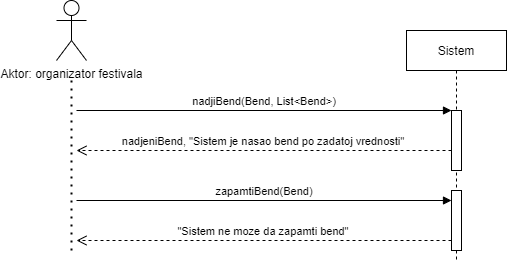 Sistem
Aktor: organizator festivala
nadjiBend(Bend, List<Bend>)
nadjeniBend, "Sistem je nasao bend po zadatoj vrednosti"
zapamtiBend(Bend)
"Sistem ne moze da zapamti bend"